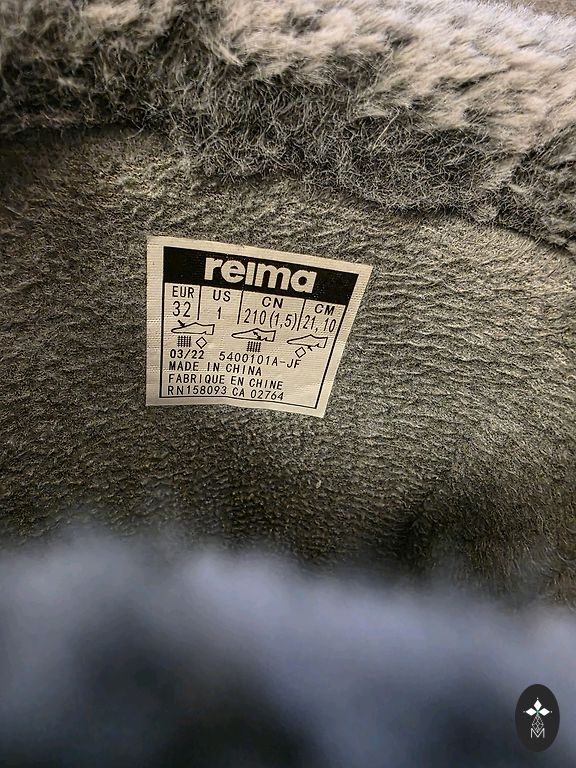 reima
EUR US CN CM
32 1 210(1,5) 21,10
03/22 5400101A-JF
MADE IN CHINA
FABRIQUE EN CHINE
RN158093 CA 02764
M